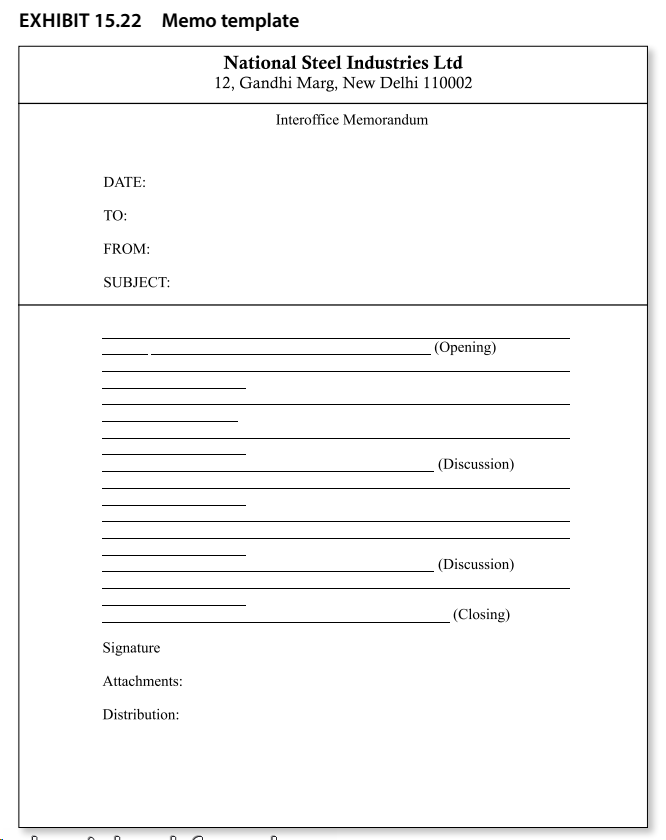 EXHIBIT 15.22 Memo template
National Steel Industries Ltd
12, Gandhi Marg, New Delhi 110002
Interoffice Memorandum
DATE:
TO:
FROM:
SUBJECT:
(Opening)
(Discussion)
(Discussion)
(Closing)
Signature
Attachments:
Distribution: